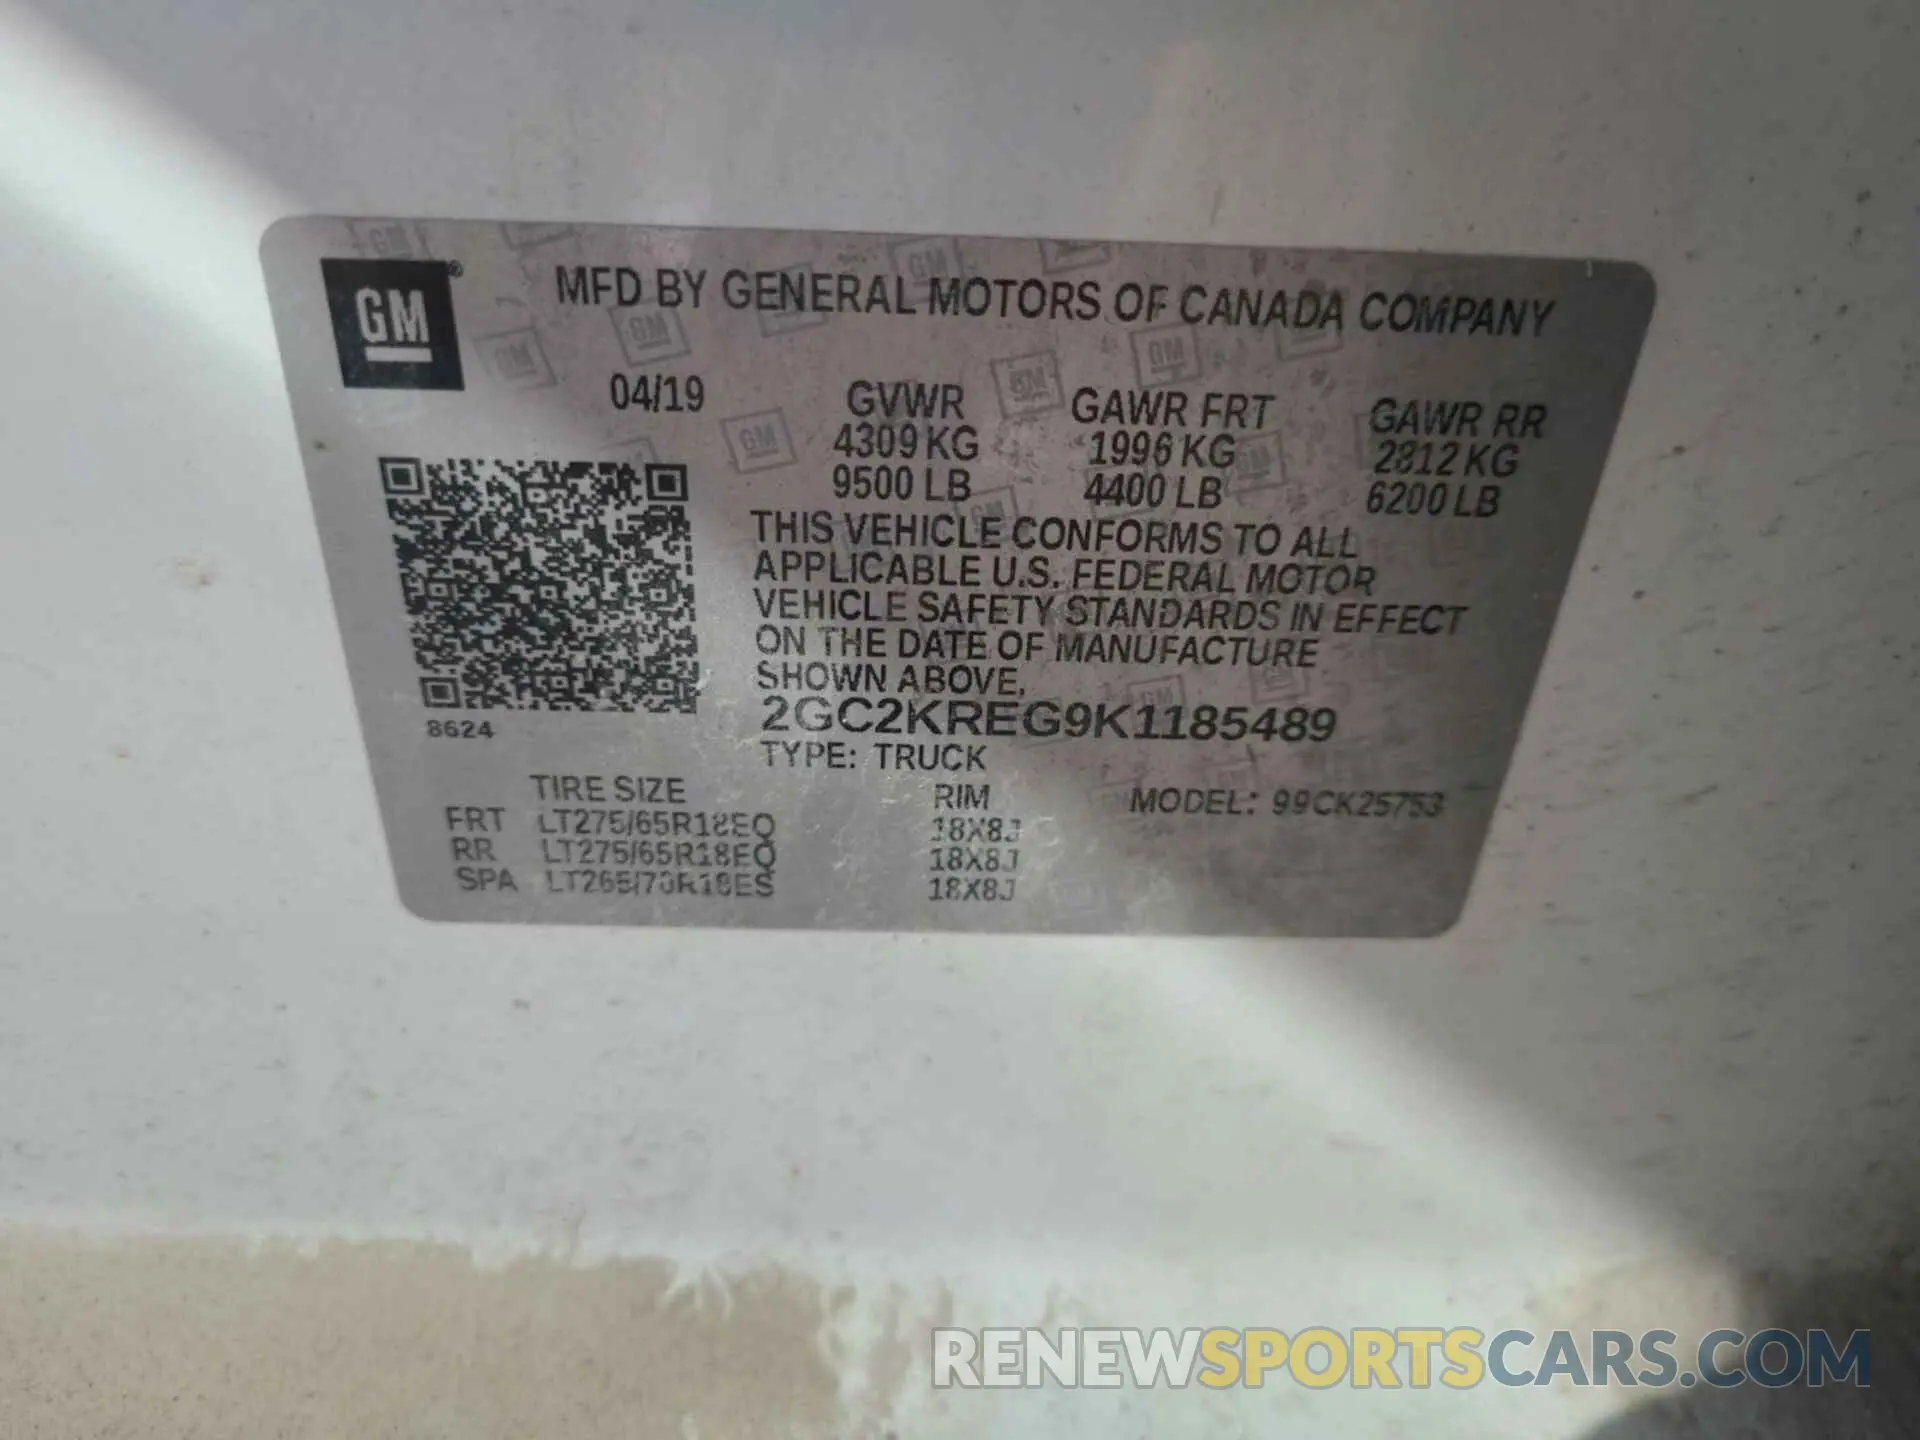 GM®
MFD BY GENERAL MOTORS OF CANADA COMPANY
04/19 GVWR GAWR FRT GAWR RR
4309 KG 1996 KG 2812 KG
9500 LB 4400 LB 6200 LB
THIS VEHICLE CONFORMS TO ALL
APPLICABLE U.S. FEDERAL MOTOR
VEHICLE SAFETY STANDARDS IN EFFECT
ON THE DATE OF MANUFACTURE
SHOWN ABOVE.
8624 2GC2KREG9K1185489
TYPE: TRUCK
TIRE SIZE RIM MODEL: 99CK25753
FRT LT275/65R18EQ 18X8J
RR LT275/65R18EQ 18X8J
SPA LT265/70R18ES 18X8J
RENEWSPORTSCARS.COM